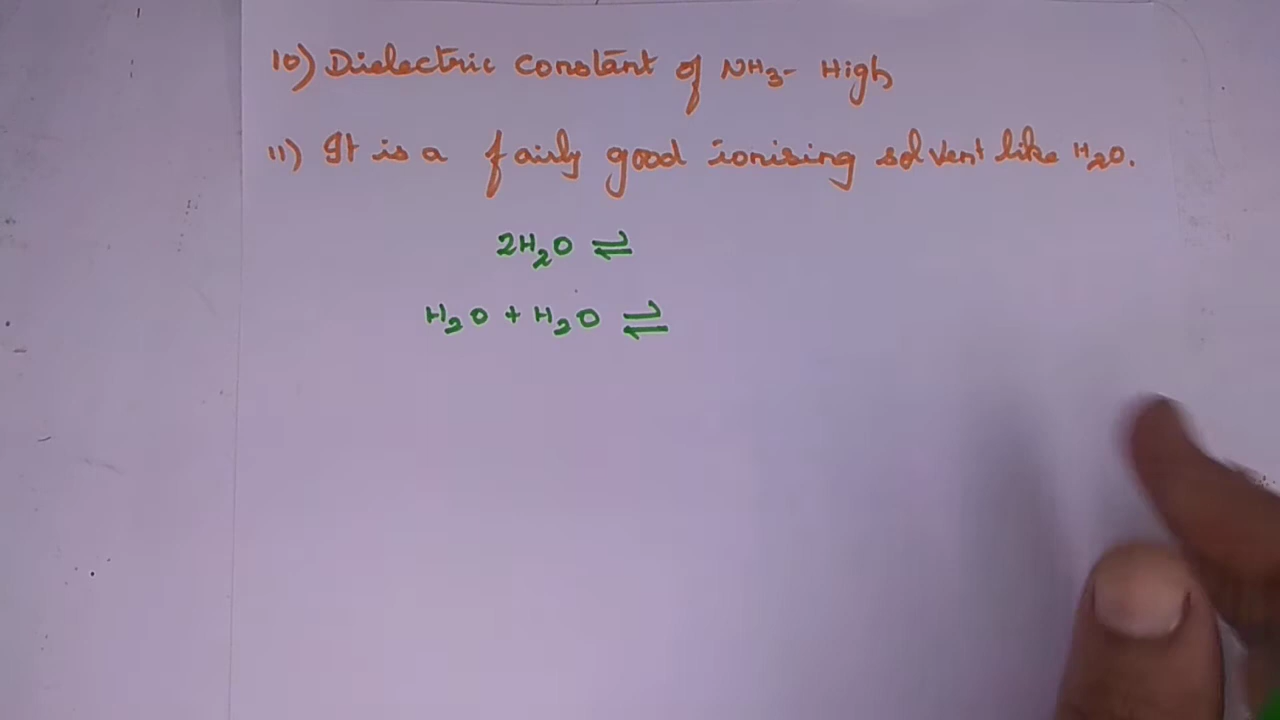 10) Dielectric constant of NH3- High
11) It is a fairly good ionising solvent like H2O.
2H2O ⇌
H2O + H2O ⇌